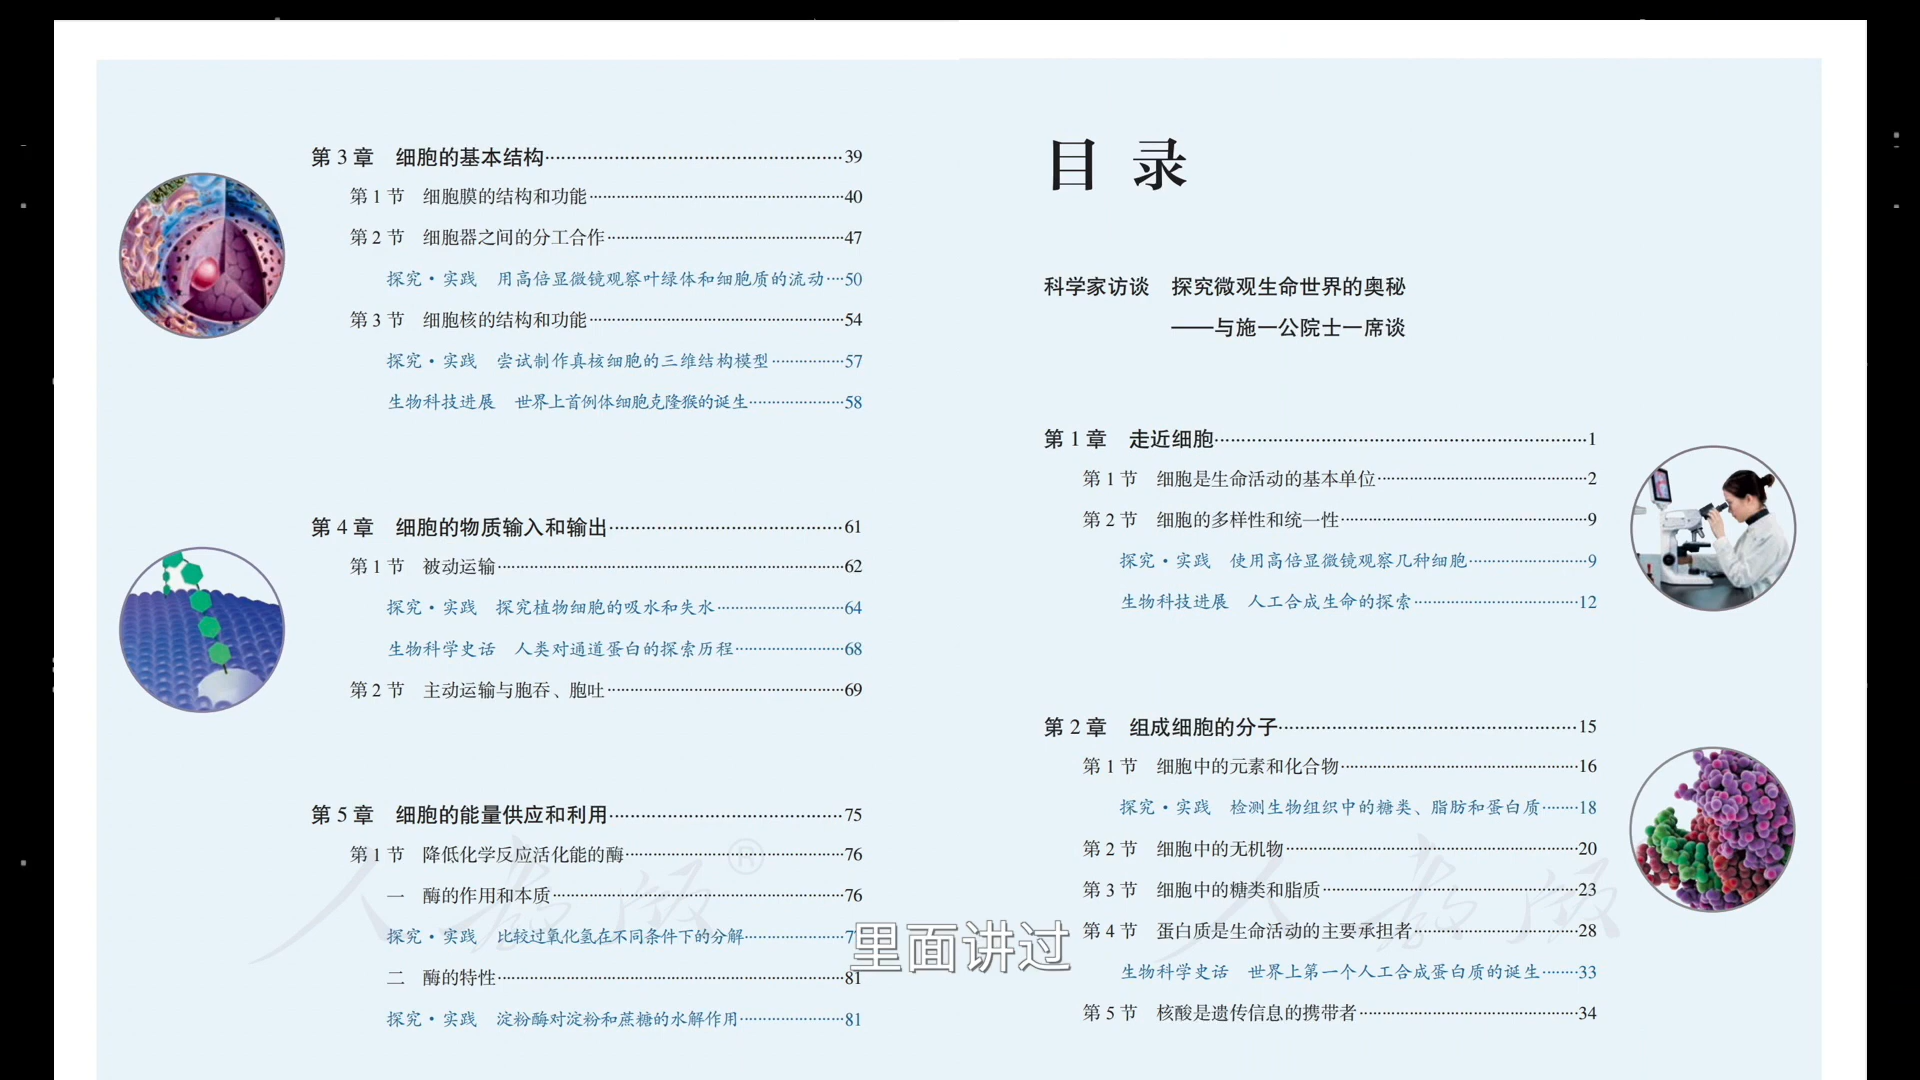 目 录
科学家访谈 探究微观生命世界的奥秘
——与施一公院士一席谈
第 1 章 走近细胞 1
第 1 节 细胞是生命活动的基本单位 2
第 2 节 细胞的多样性和统一性 9
探究·实践 使用高倍显微镜观察几种细胞 9
生物科技进展 人工合成生命的探索 12
第 2 章 组成细胞的分子 15
第 1 节 细胞中的元素和化合物 16
探究·实践 检测生物组织中的糖类、脂肪和蛋白质 18
第 2 节 细胞中的无机物 20
第 3 节 细胞中的糖类和脂质 23
第 4 节 蛋白质是生命活动的主要承担者 28
生物科学史话 世界上第一个人工合成蛋白质的诞生 33
第 5 节 核酸是遗传信息的携带者 34
第 3 章 细胞的基本结构 39
第 1 节 细胞膜的结构和功能 40
第 2 节 细胞器之间的分工合作 47
探究·实践 用高倍显微镜观察叶绿体和细胞质的流动 50
第 3 节 细胞核的结构和功能 54
探究·实践 尝试制作真核细胞的三维结构模型 57
生物科技进展 世界上首例体细胞克隆猴的诞生 58
第 4 章 细胞的物质输入和输出 61
第 1 节 被动运输 62
探究·实践 探究植物细胞的吸水和失水 64
生物科学史话 人类对通道蛋白的探索历程 68
第 2 节 主动运输与胞吞、胞吐 69
第 5 章 细胞的能量供应和利用 75
第 1 节 降低化学反应活化能的酶 76
一 酶的作用和本质 76
探究·实践 比较过氧化氢在不同条件下的分解
二 酶的特性 81
探究·实践 淀粉酶对淀粉和蔗糖的水解作用 81
人教版®
人教版
里面讲过